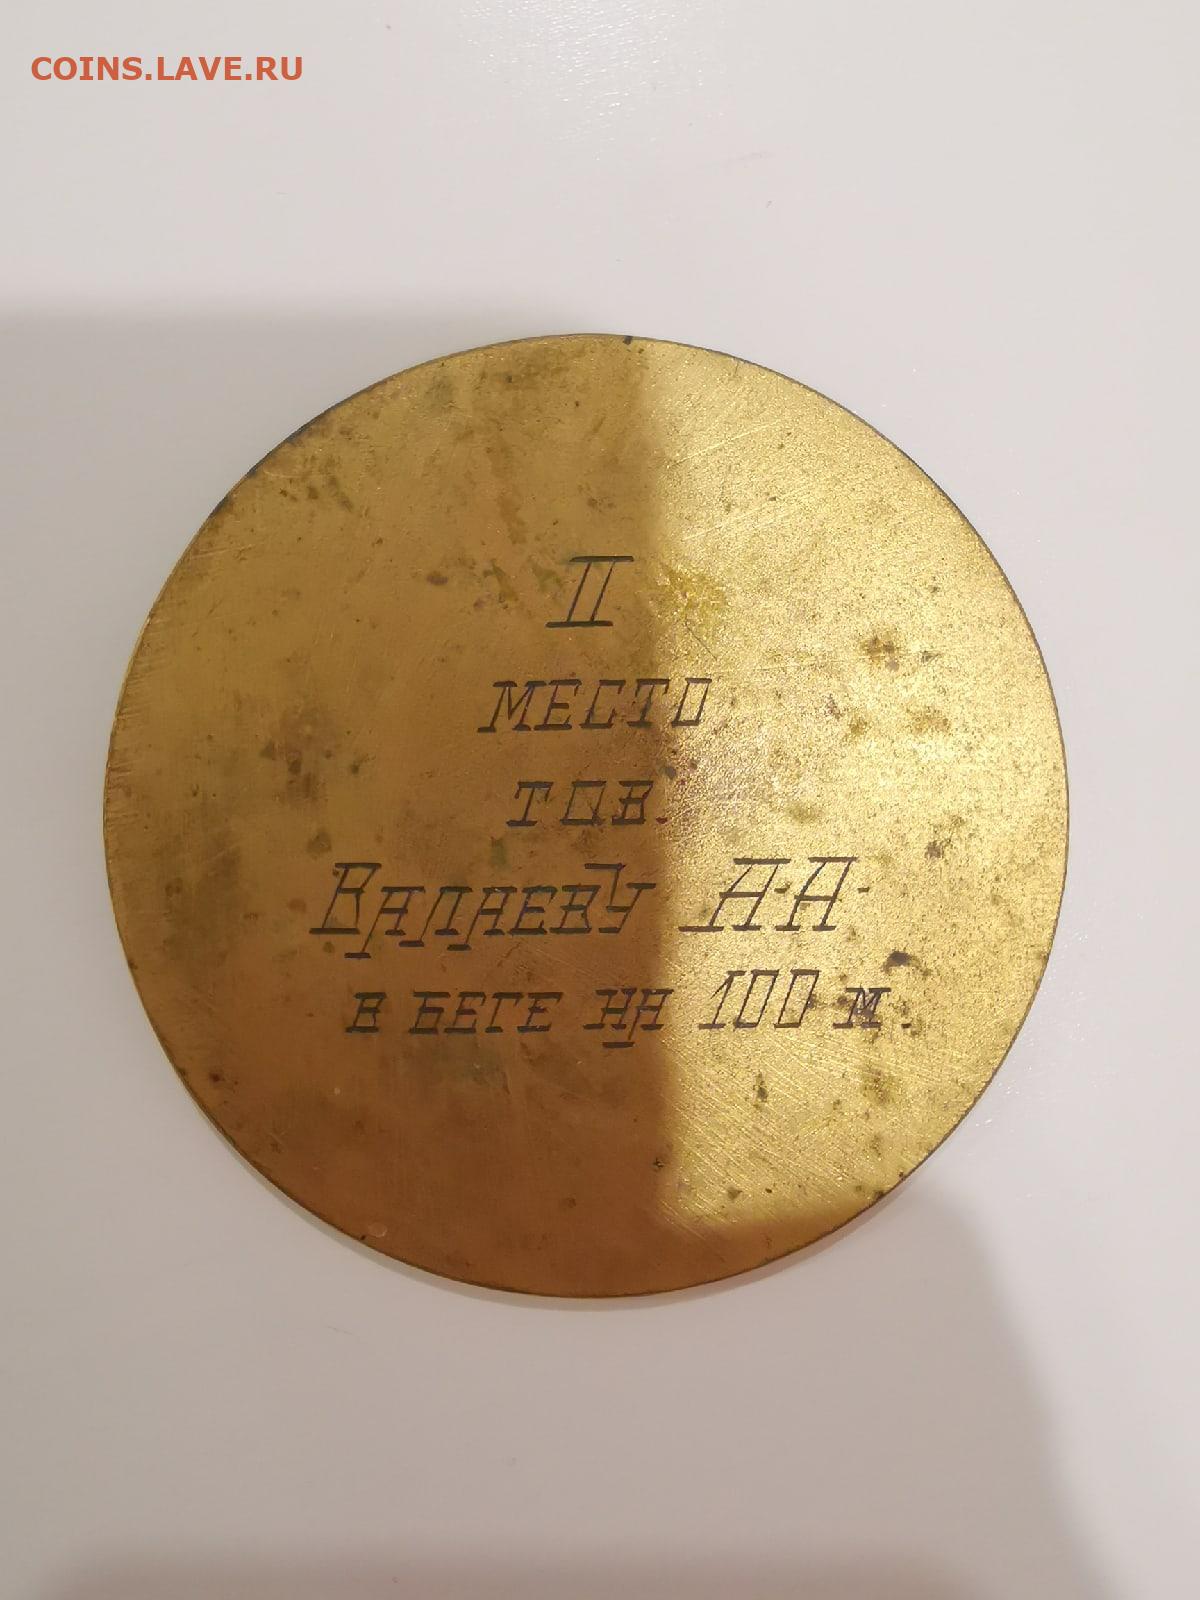 COINS.LAVE.RU
II
МЕСТО
ТОВ.
ВАЛАЕВУ А.А.
В БЕГЕ НА 100 М.